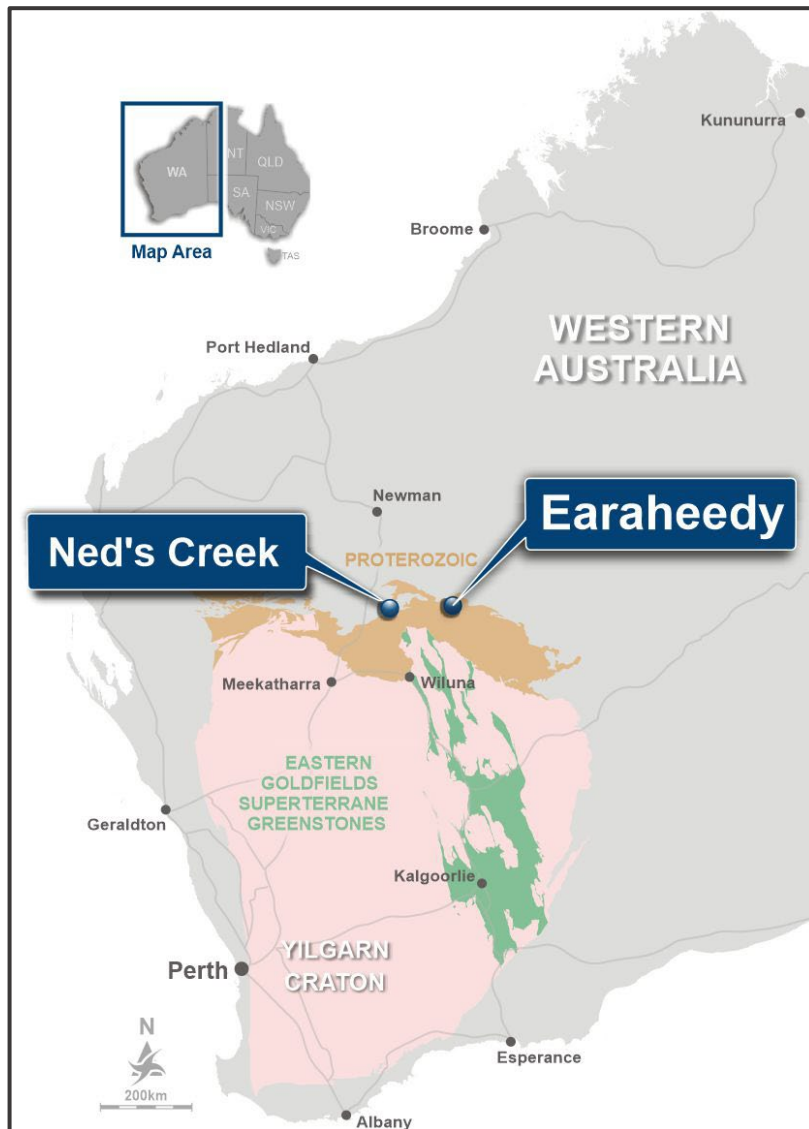 WA
NT
QLD
SA
NSW
VIC
TAS
Map Area
Kununurra
Broome
WESTERN
AUSTRALIA
Port Hedland
Newman
Ned's Creek
Earaheedy
PROTEROZOIC
Meekatharra
Wiluna
EASTERN
GOLDFIELDS
SUPERTERRANE
GREENSTONES
Geraldton
Kalgoorlie
YILGARN
CRATON
Perth
N
200km
Esperance
Albany